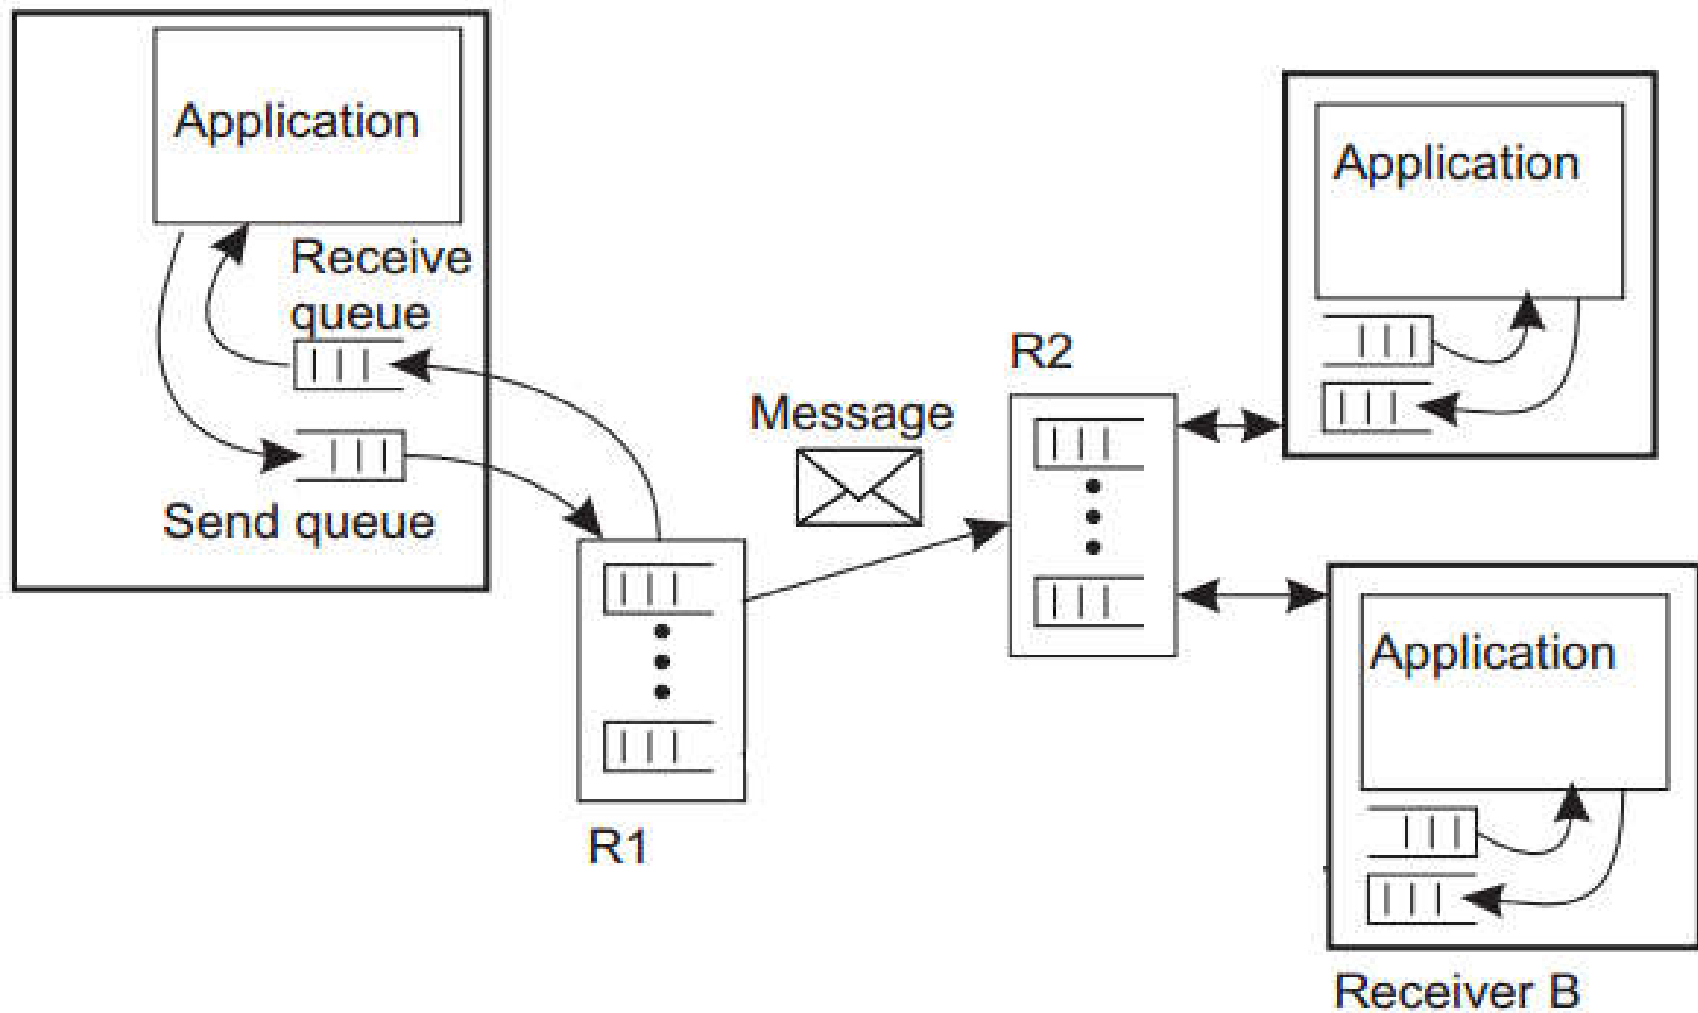 Application
Receive
queue
Send queue
R1
Message
R2
Application
Application
Receiver B